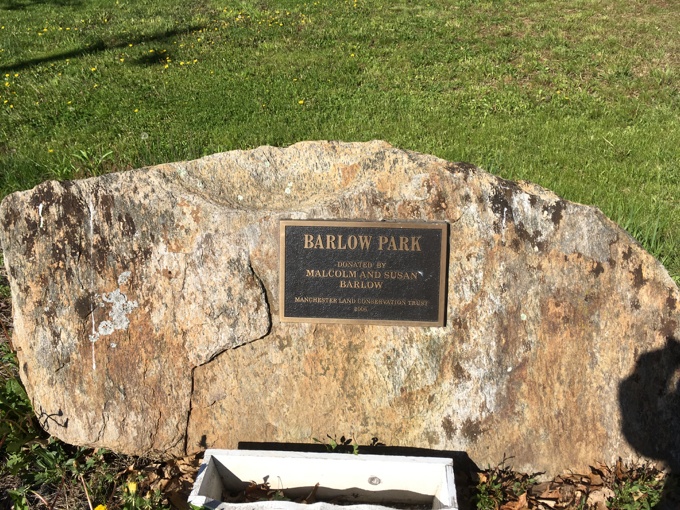 BARLOW PARK
DONATED BY
MALCOLM AND SUSAN
BARLOW
MANCHESTER LAND CONSERVATION TRUST
2006